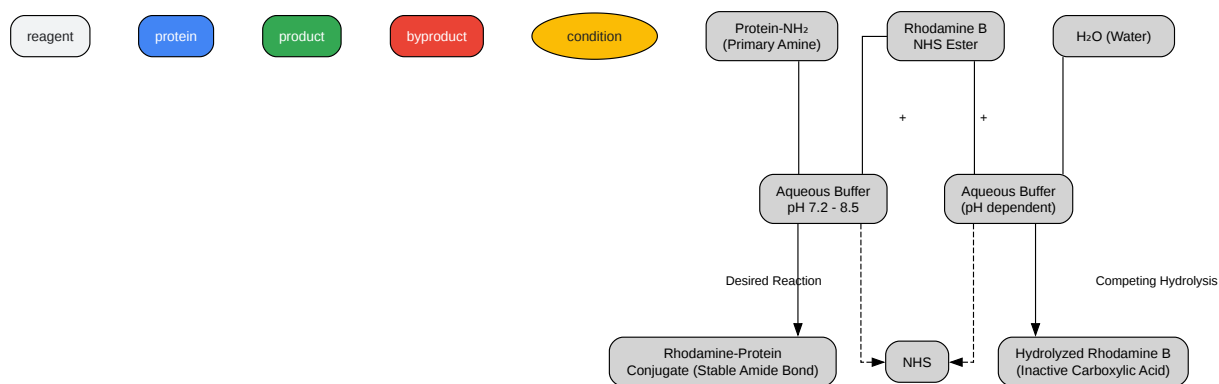 reagent
protein
product
byproduct
condition
Protein-NH₂
(Primary Amine)
Rhodamine B
NHS Ester
H₂O (Water)
+
+
Aqueous Buffer
pH 7.2 - 8.5
Aqueous Buffer
(pH dependent)
Desired Reaction
Competing Hydrolysis
Rhodamine-Protein
Conjugate (Stable Amide Bond)
NHS
Hydrolyzed Rhodamine B
(Inactive Carboxylic Acid)